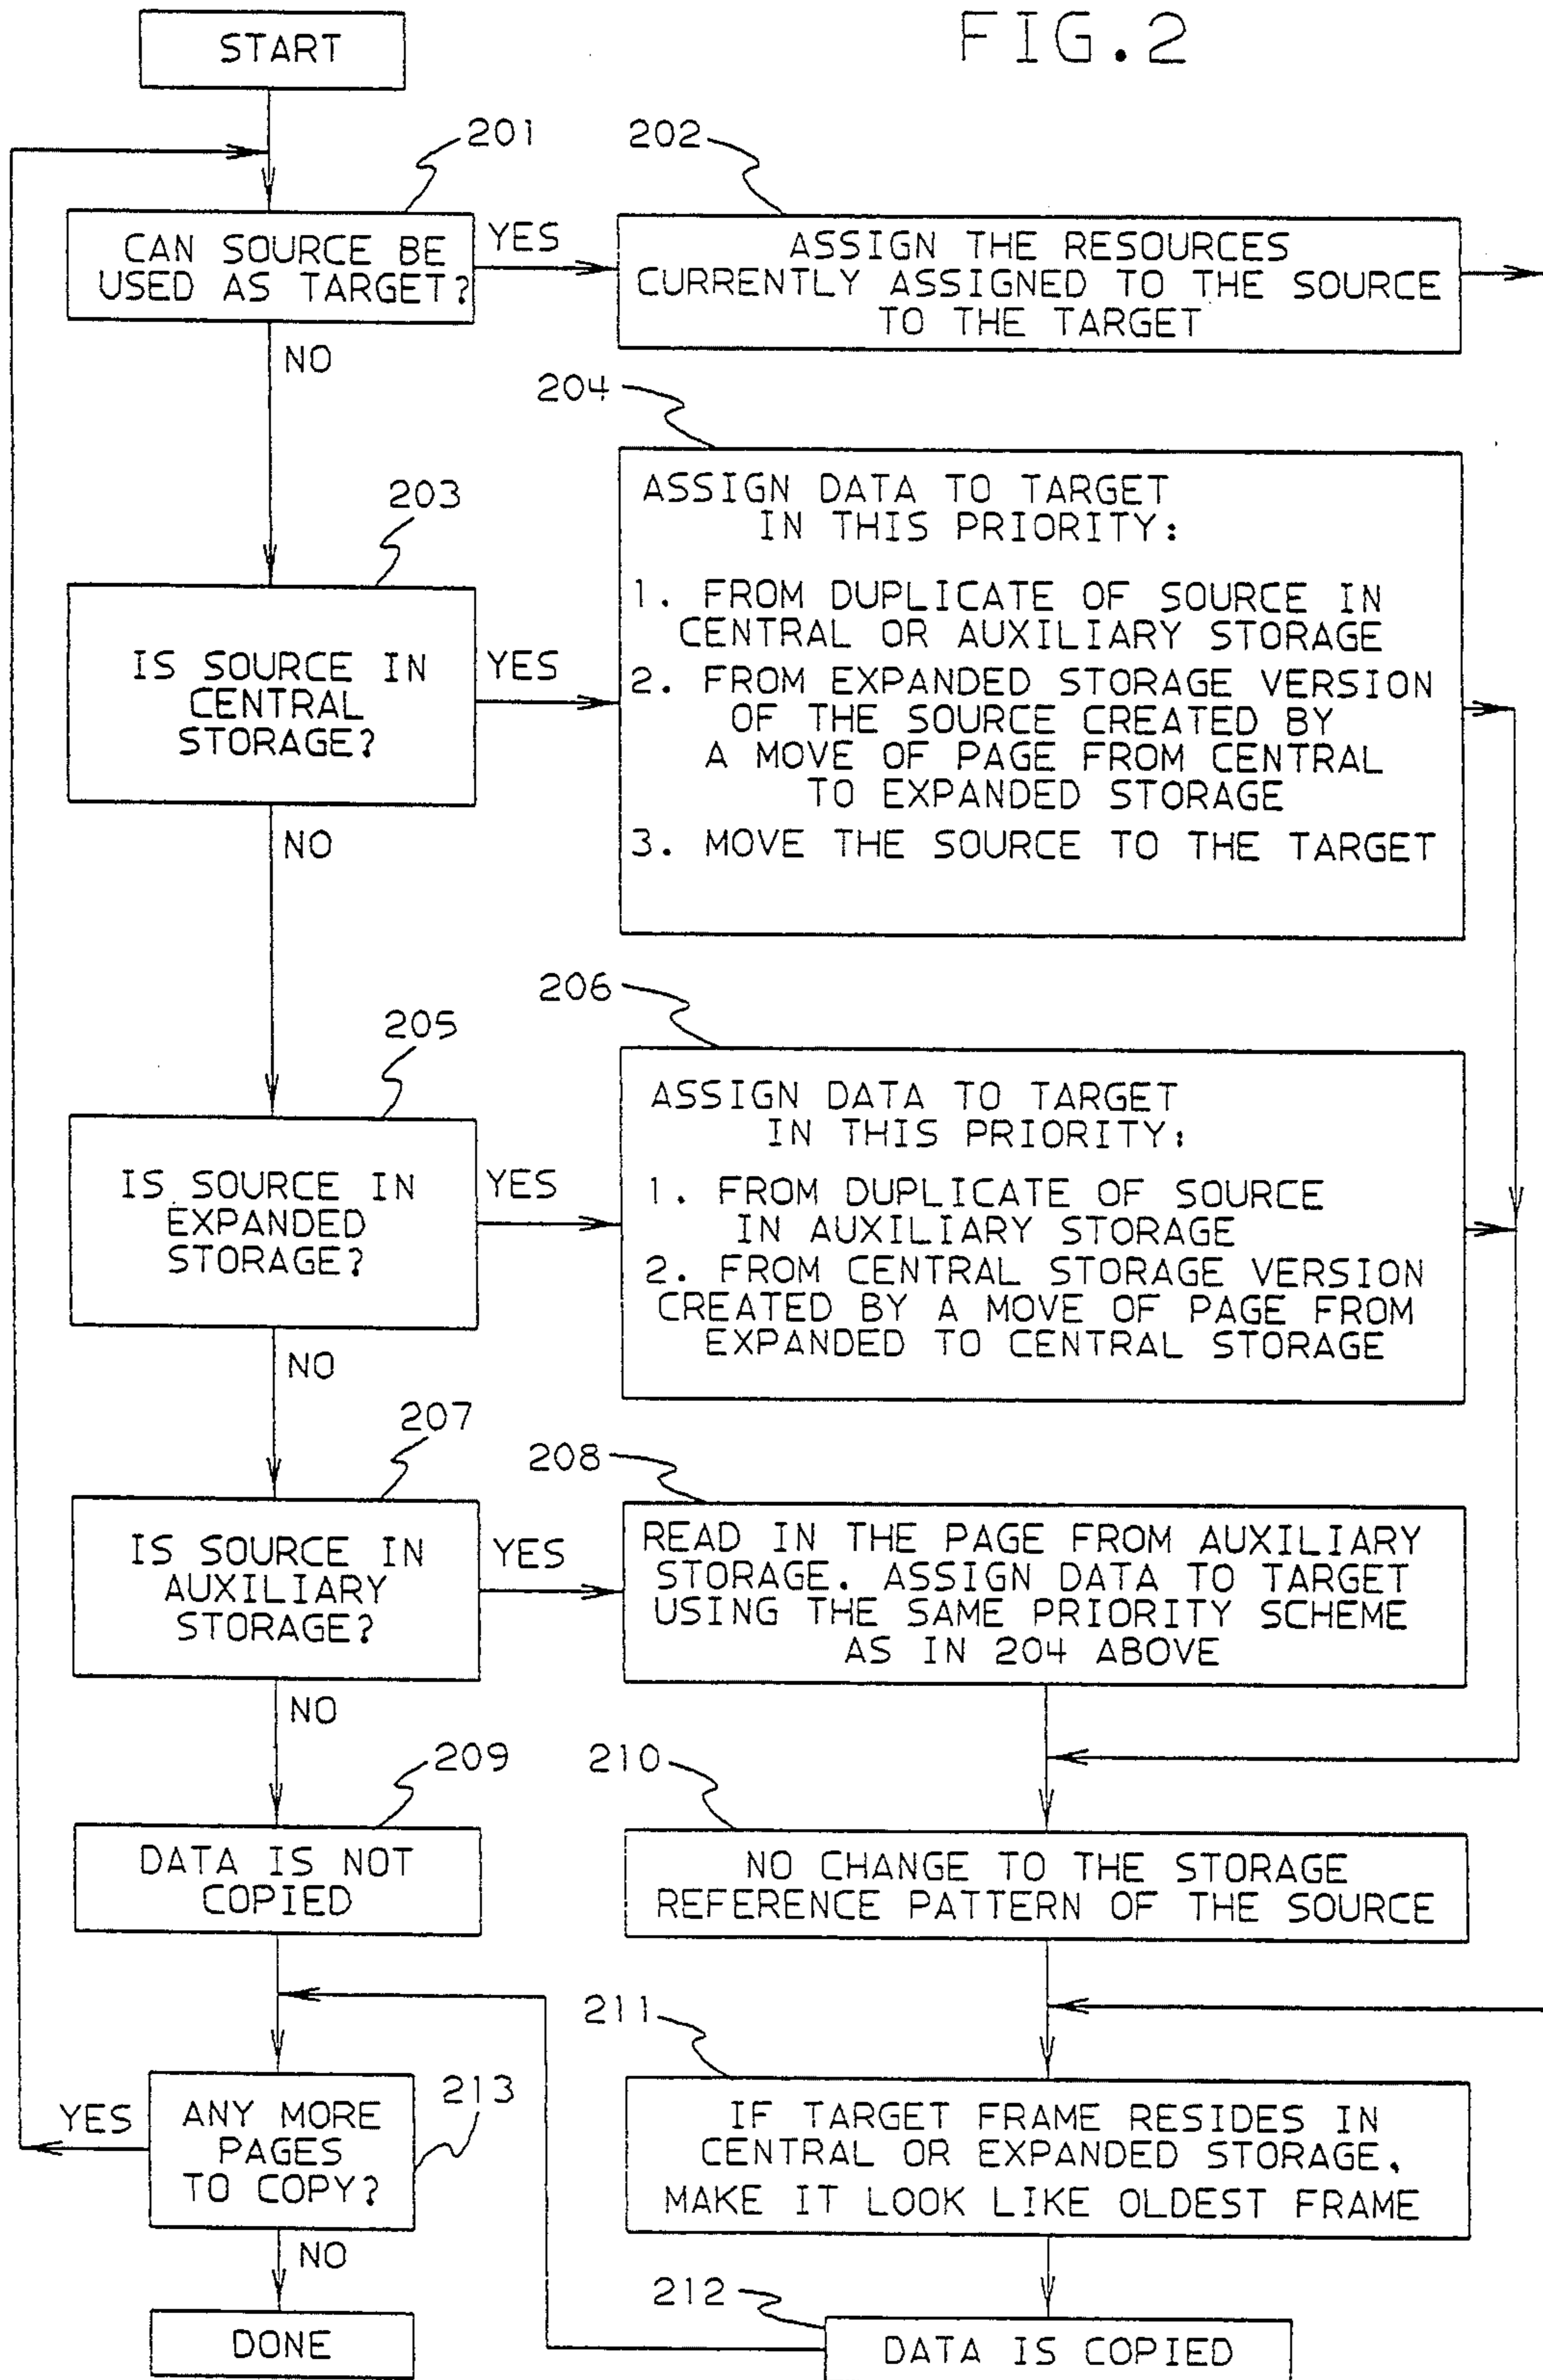 FIG.2
START
201
202
CAN SOURCE BE
USED AS TARGET?
YES
ASSIGN THE RESOURCES
CURRENTLY ASSIGNED TO THE SOURCE
TO THE TARGET
NO
204
203
ASSIGN DATA TO TARGET
IN THIS PRIORITY:
1. FROM DUPLICATE OF SOURCE IN
CENTRAL OR AUXILIARY STORAGE
2. FROM EXPANDED STORAGE VERSION
OF THE SOURCE CREATED BY
A MOVE OF PAGE FROM CENTRAL
TO EXPANDED STORAGE
3. MOVE THE SOURCE TO THE TARGET
IS SOURCE IN
CENTRAL
STORAGE?
YES
NO
206
205
ASSIGN DATA TO TARGET
IN THIS PRIORITY:
1. FROM DUPLICATE OF SOURCE
IN AUXILIARY STORAGE
2. FROM CENTRAL STORAGE VERSION
CREATED BY A MOVE OF PAGE FROM
EXPANDED TO CENTRAL STORAGE
IS SOURCE IN
EXPANDED
STORAGE?
YES
NO
207
208
IS SOURCE IN
AUXILIARY
STORAGE?
YES
READ IN THE PAGE FROM AUXILIARY
STORAGE. ASSIGN DATA TO TARGET
USING THE SAME PRIORITY SCHEME
AS IN 204 ABOVE
NO
209
210
DATA IS NOT
COPIED
NO CHANGE TO THE STORAGE
REFERENCE PATTERN OF THE SOURCE
211
213
YES
ANY MORE
PAGES
TO COPY?
IF TARGET FRAME RESIDES IN
CENTRAL OR EXPANDED STORAGE,
MAKE IT LOOK LIKE OLDEST FRAME
NO
212
DONE
DATA IS COPIED